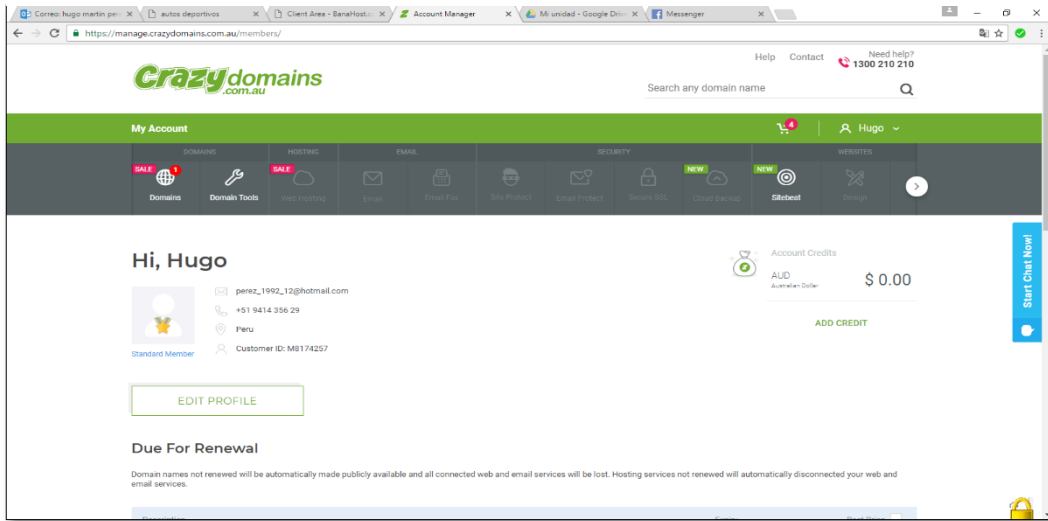 Correo: hugo martin per
autos deportivos
Client Area - BanaHost.c
Account Manager
Mi unidad - Google Driv
Messenger
https://manage.crazydomains.com.au/members/
Help Contact Need help?
1300 210 210
Crazydomains
.com.au
Search any domain name
My Account
4
Hugo
DOMAINS HOSTING EMAIL SECURITY WEBSITES
SALE 1 SALE NEW NEW
Domains Domain Tools Web Hosting Email Email Fax Site Protect Email Protect Secure SSL Cloud Backup Sitebeat Design
Hi, Hugo
Account Credits
AUD
Australian Dollar
$ 0.00
ADD CREDIT
perez_1992_12@hotmail.com
+51 9414 356 29
Peru
Customer ID: M8174257
Standard Member
EDIT PROFILE
Start Chat Now!
Due For Renewal
Domain names not renewed will be automatically made publicly available and all connected web and email services will be lost. Hosting services not renewed will automatically disconnected your web and
email services.
Description Expiry